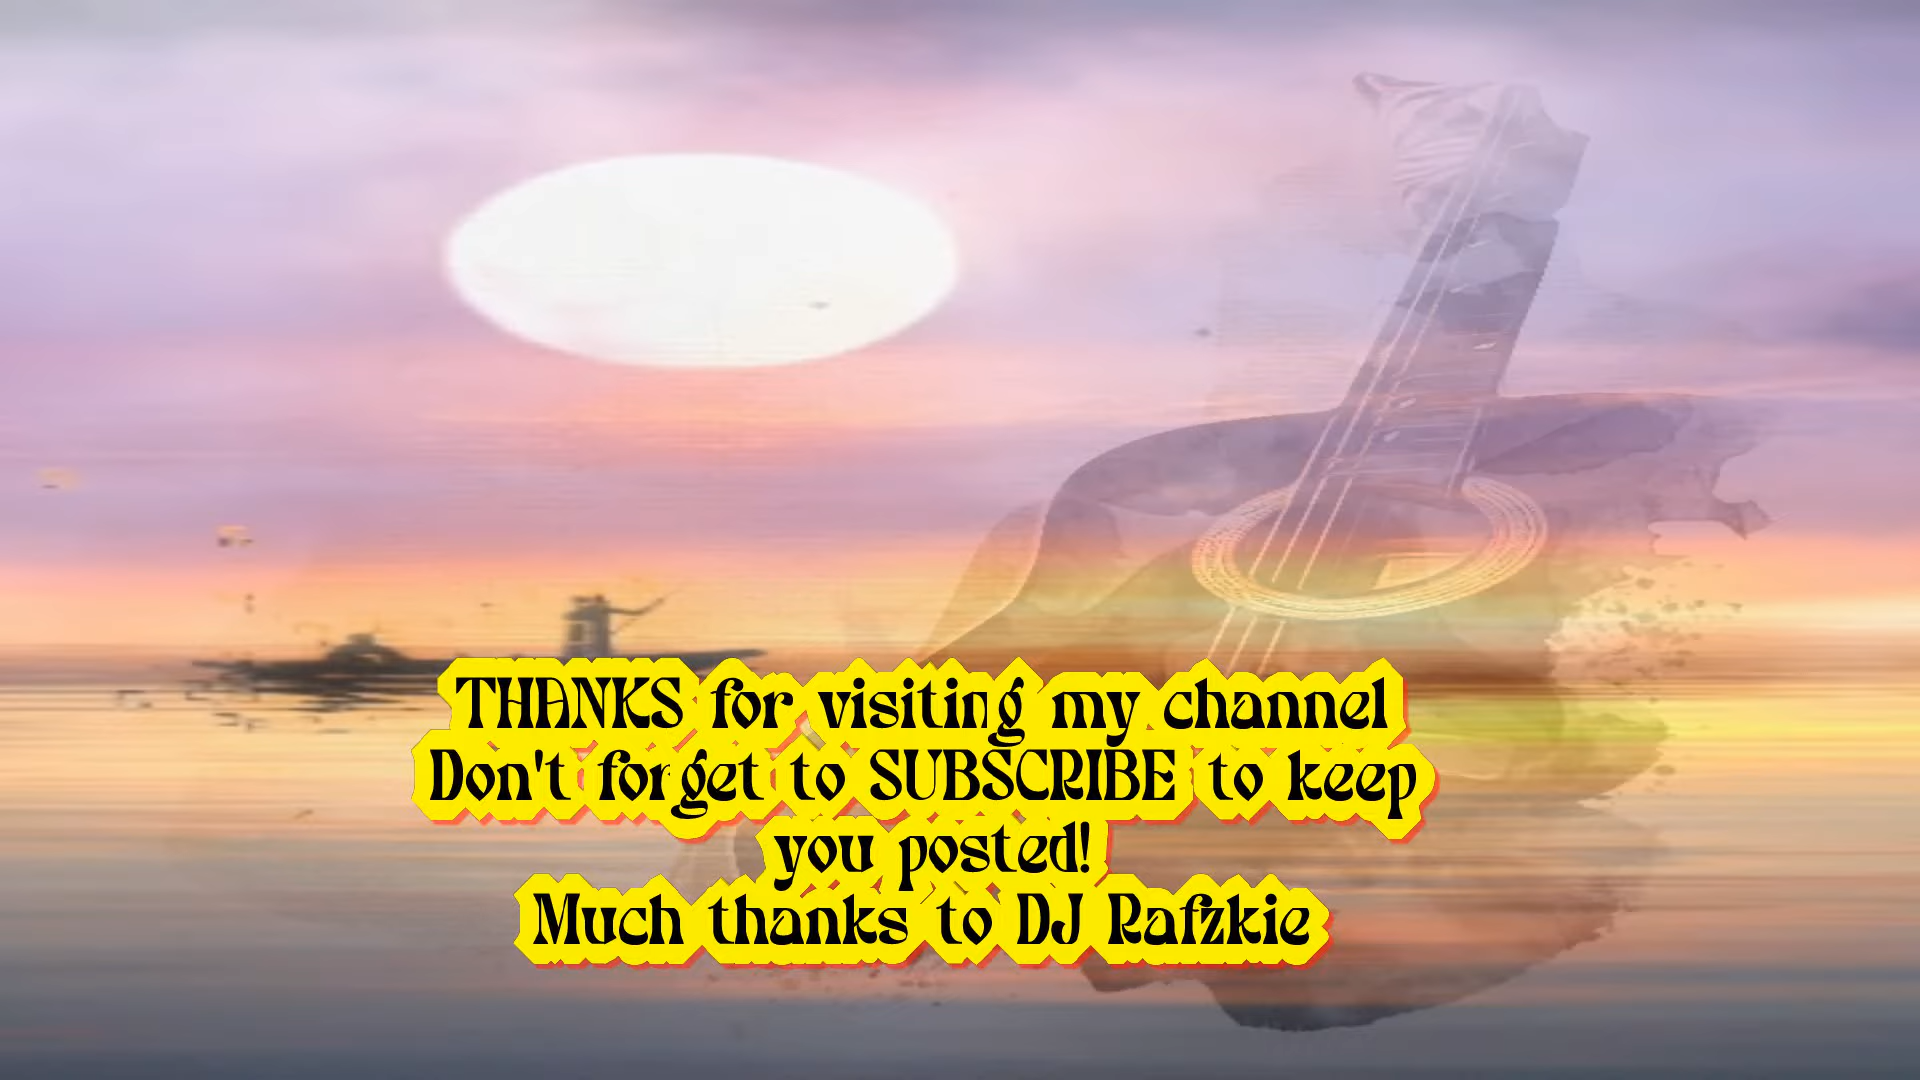 THANKS for visiting my channel
Don't forget to SUBSCRIBE to keep
you posted!
Much thanks to DJ Rafzkie